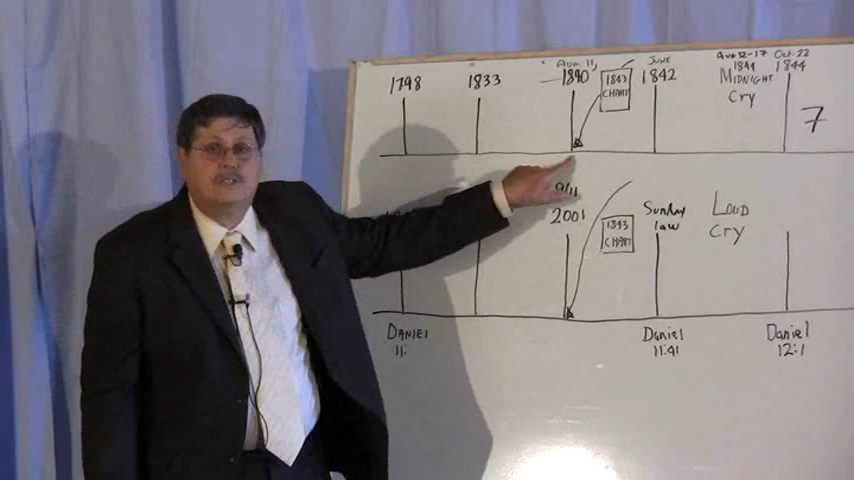 1798
1833
Aug 11,
1840
1843
CHART
JUNE
1842
Aug 12-17
1844
MIDNIGHT
Cry
Oct. 22
1844
7
9/11
2001
1843
CHART
Sunday
law
LOUD
Cry
DANIEL
11:
Daniel
11:41
Daniel
12:1